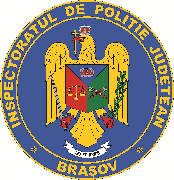 INSPECTORATUL DE POLIȚIE JUDEȚEAN
BRAȘOV